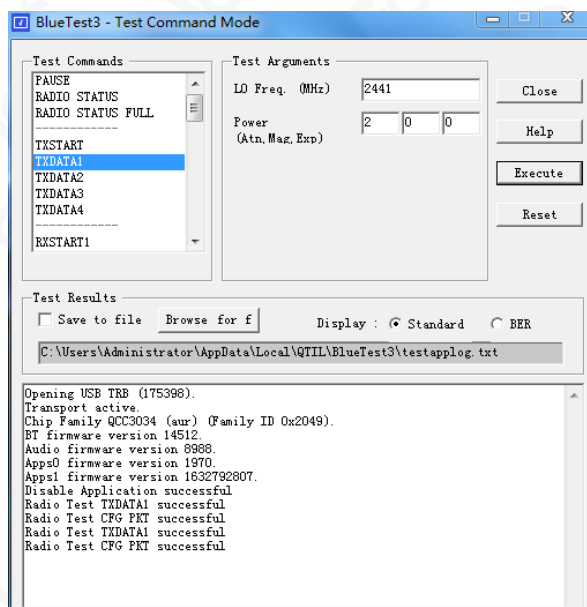 BlueTest3 - Test Command Mode
Test Commands
PAUSE
RADIO STATUS
RADIO STATUS FULL
------------
TXSTART
TXDATA1
TXDATA2
TXDATA3
TXDATA4
------------
RXSTART1
Test Arguments
LO Freq. (MHz) 2441
Power 2 0 0
(Atn, Mag, Exp)
Close
Help
Execute
Reset
Test Results
Save to file Browse for f Display : Standard BER
C:\Users\Administrator\AppData\Local\QTIL\BlueTest3\testapplog.txt
Opening USB TRB (175398).
Transport active.
Chip Family QCC3034 (aur) (Family ID 0x2049).
BT firmware version 14512.
Audio firmware version 8988.
Apps0 firmware version 1970.
Apps1 firmware version 1632792807.
Disable Application successful
Radio Test TXDATA1 successful
Radio Test CFG PKT successful
Radio Test TXDATA1 successful
Radio Test CFG PKT successful